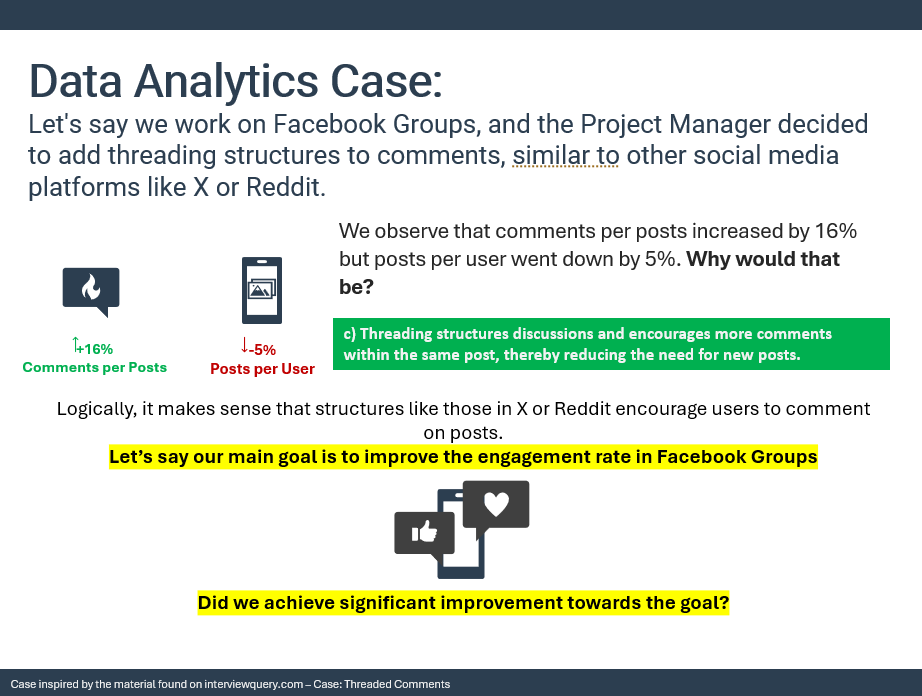 Data Analytics Case:
Let's say we work on Facebook Groups, and the Project Manager decided
to add threading structures to comments, similar to other social media
platforms like X or Reddit.
We observe that comments per posts increased by 16%
but posts per user went down by 5%. Why would that
be?
↑+16%
Comments per Posts
↓-5%
Posts per User
c) Threading structures discussions and encourages more comments
within the same post, thereby reducing the need for new posts.
Logically, it makes sense that structures like those in X or Reddit encourage users to comment
on posts.
Let’s say our main goal is to improve the engagement rate in Facebook Groups
Did we achieve significant improvement towards the goal?
Case inspired by the material found on interviewquery.com – Case: Threaded Comments